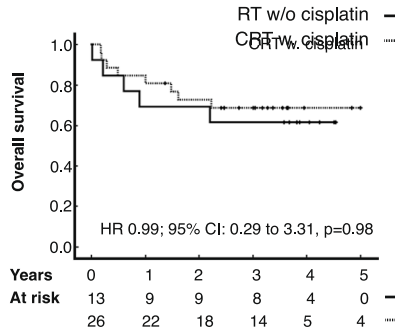 RT w/o cisplatin
CRT w. cisplatin
CRT w. cisplatin
Overall survival
1.0
0.8
0.6
0.4
0.2
0.0
HR 0.99; 95% CI: 0.29 to 3.31, p=0.98
Years 0 1 2 3 4 5
At risk 13 9 9 8 4 0
26 22 18 14 5 4